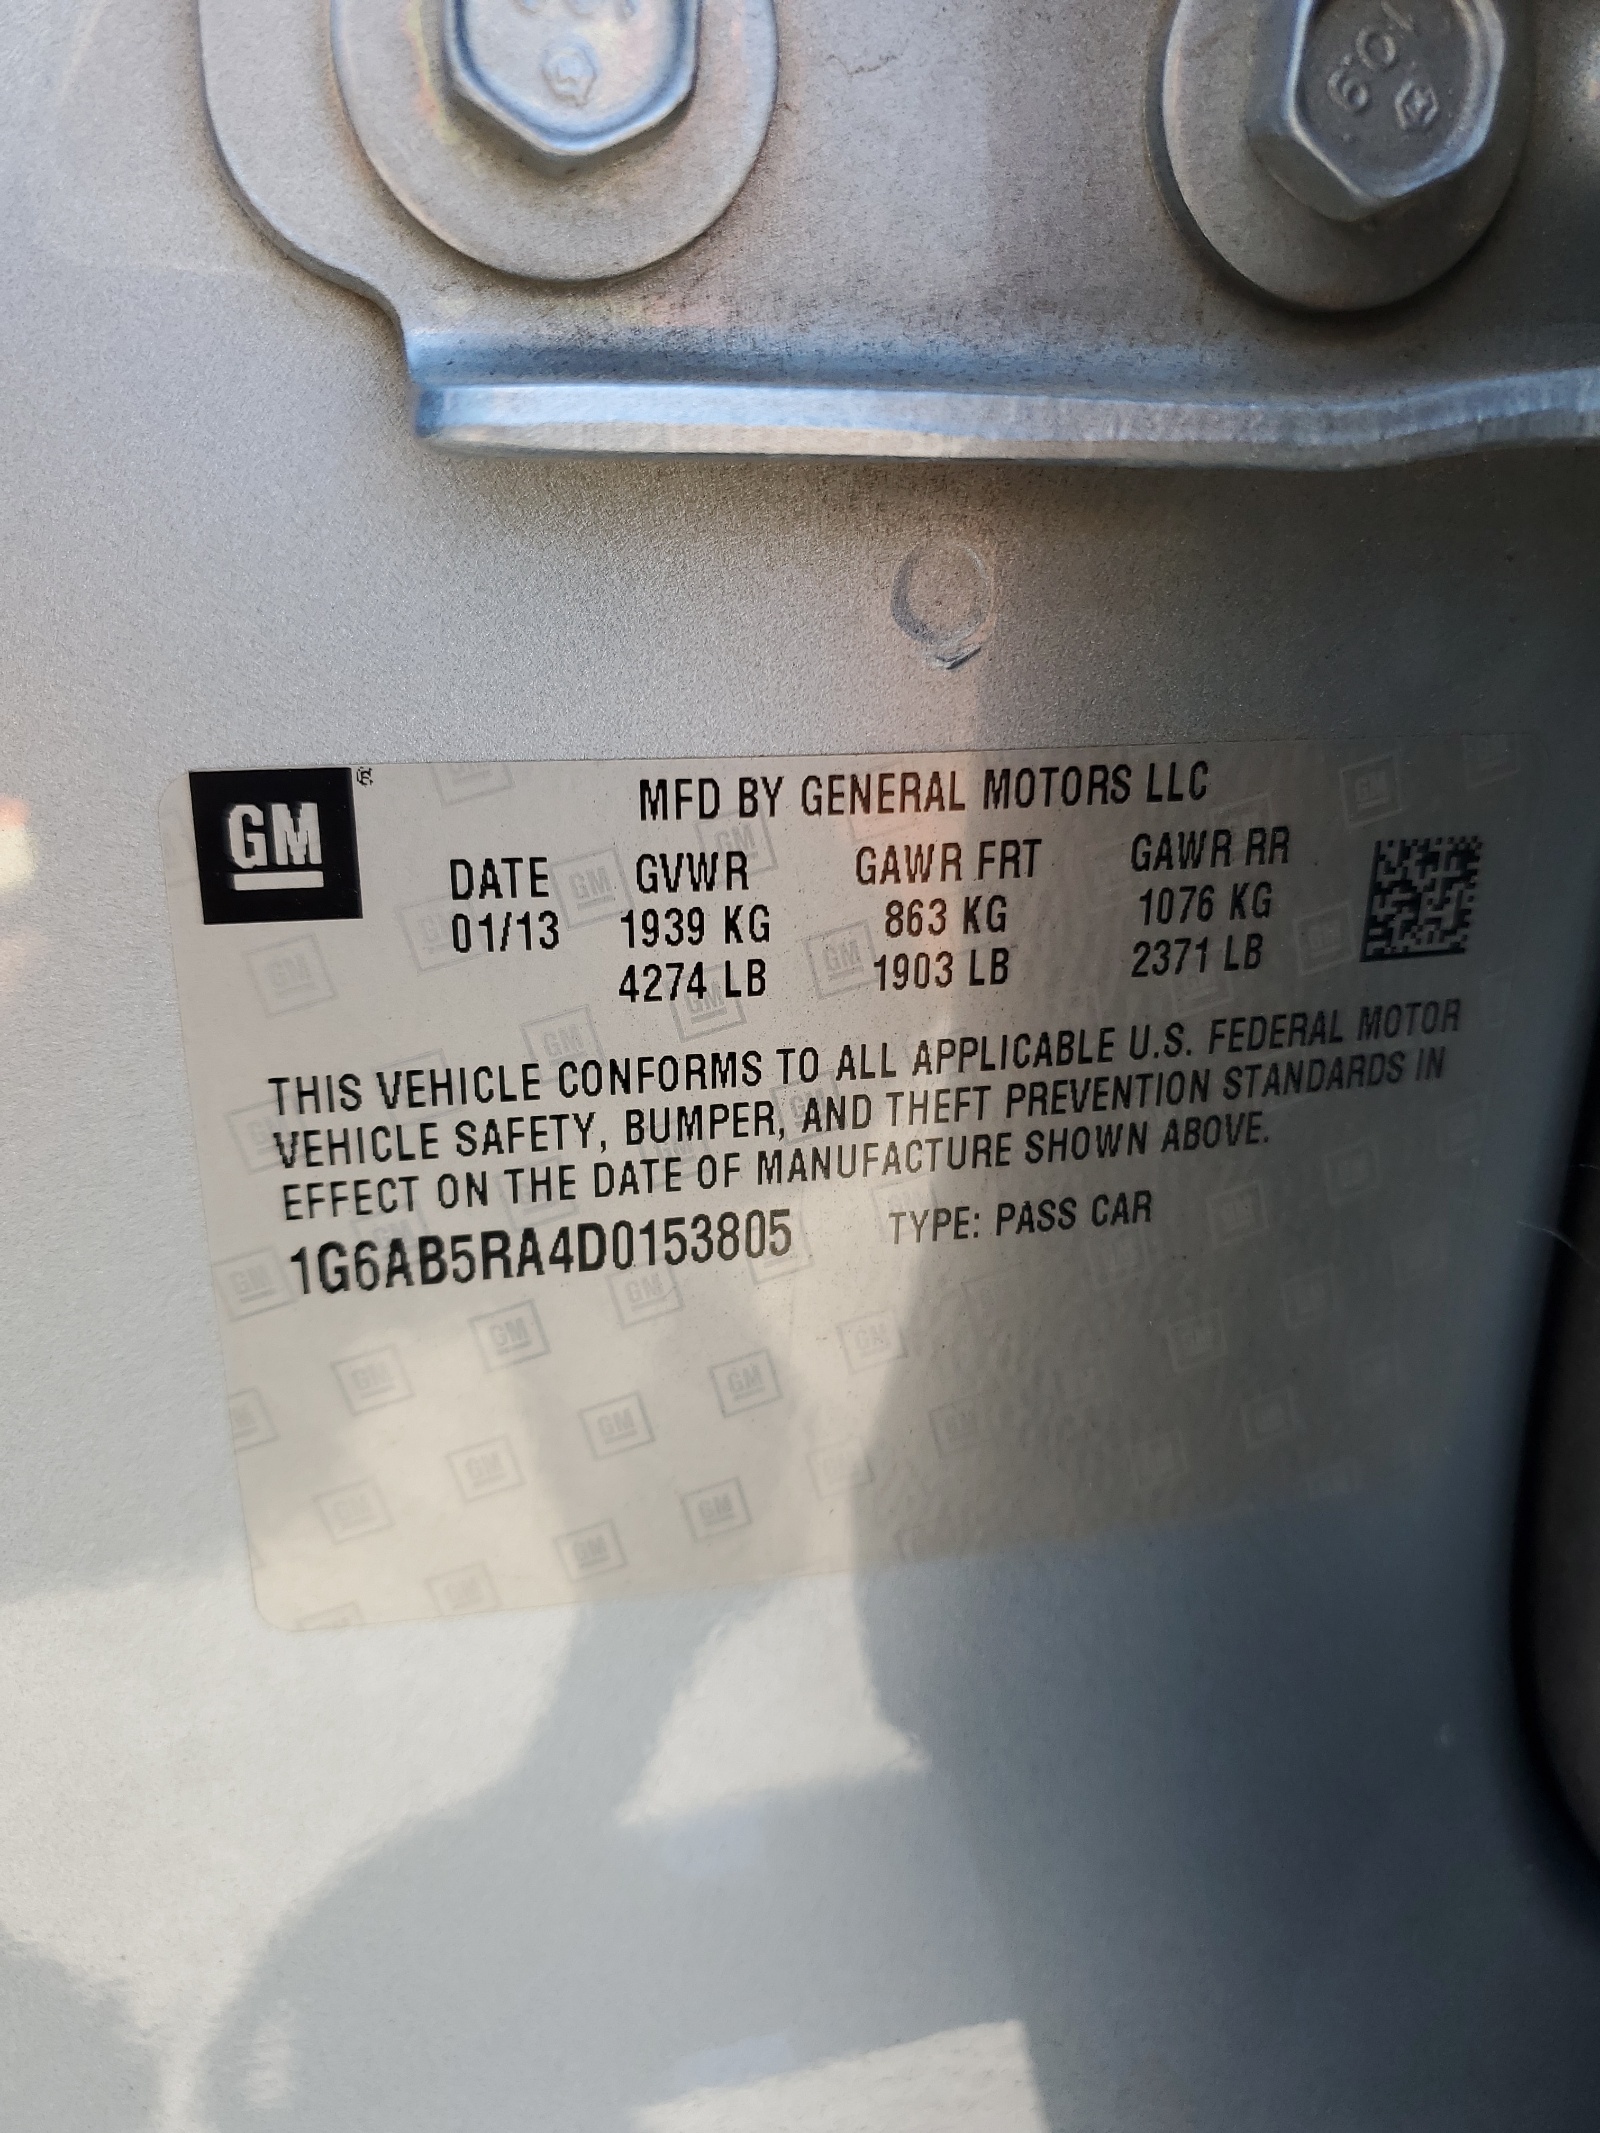 10.9
GM ®
MFD BY GENERAL MOTORS LLC
DATE GVWR GAWR FRT GAWR RR
01/13 1939 KG 863 KG 1076 KG
4274 LB 1903 LB 2371 LB
THIS VEHICLE CONFORMS TO ALL APPLICABLE U.S. FEDERAL MOTOR
VEHICLE SAFETY, BUMPER, AND THEFT PREVENTION STANDARDS IN
EFFECT ON THE DATE OF MANUFACTURE SHOWN ABOVE.
1G6AB5RA4D0153805 TYPE: PASS CAR